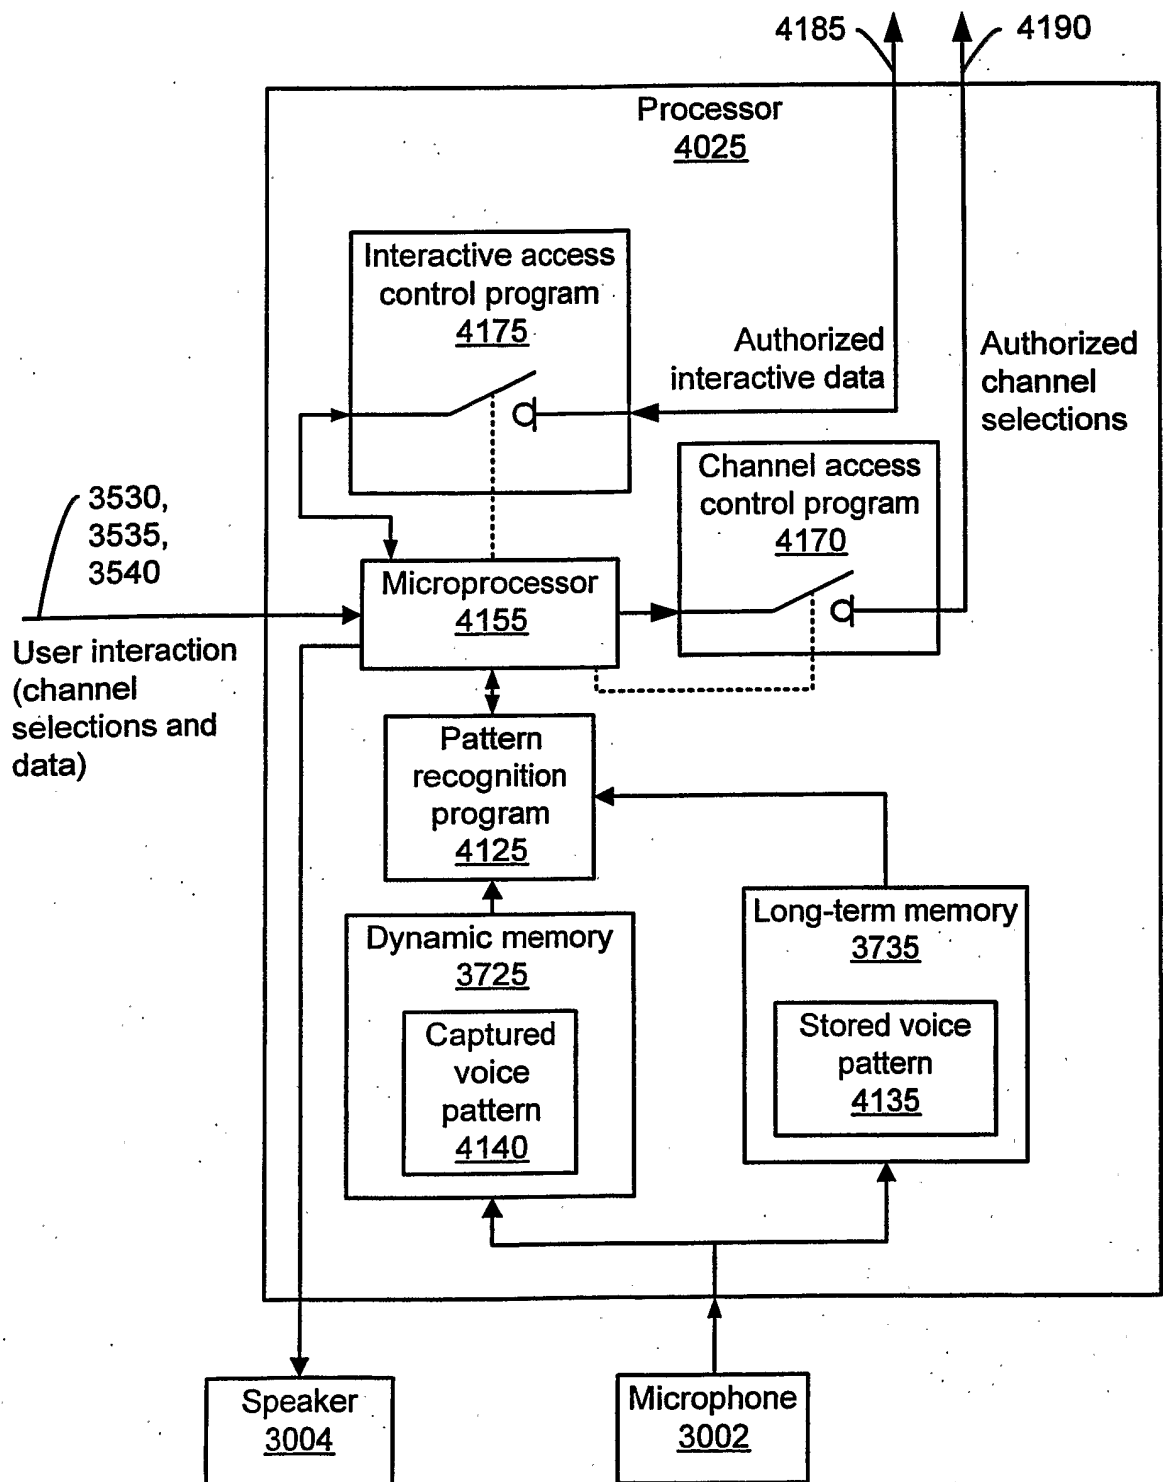 4185
4190
Processor
4025
Interactive access
control program
4175
Authorized
interactive data
Authorized
channel
selections
Channel access
control program
4170
3530,
3535,
3540
Microprocessor
4155
User interaction
(channel
selections and
data)
Pattern
recognition
program
4125
Dynamic memory
3725
Captured
voice
pattern
4140
Long-term memory
3735
Stored voice
pattern
4135
Speaker
3004
Microphone
3002